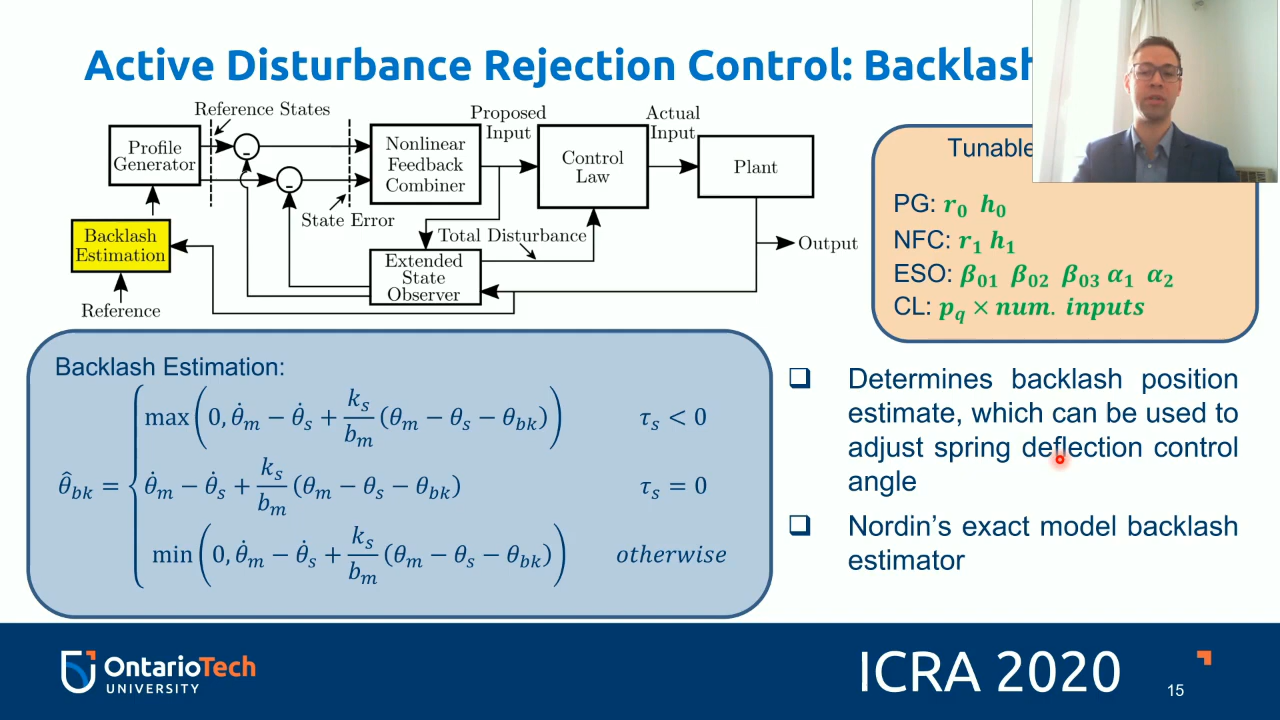 Active Disturbance Rejection Control: Backlash
Reference States
Proposed
Input
Actual
Input
Profile
Generator
-
-
Nonlinear
Feedback
Combiner
Control
Law
Plant
State Error
Backlash
Estimation
Total Disturbance
Output
Extended
State
Observer
Reference
Tunable
PG: r₀ h₀
NFC: r₁ h₁
ESO: β₀₁ β₀₂ β₀₃ α₁ α₂
CL: p_q × num. inputs
Backlash Estimation:
max(0, θ̇_m − θ̇_s + k_s/b_m (θ_m − θ_s − θ_bk)) τ_s < 0
θ̂_bk = { θ̇_m − θ̇_s + k_s/b_m (θ_m − θ_s − θ_bk) τ_s = 0
min(0, θ̇_m − θ̇_s + k_s/b_m (θ_m − θ_s − θ_bk)) otherwise
Determines backlash position
estimate, which can be used to
adjust spring deflection control
angle
Nordin's exact model backlash
estimator
OntarioTech
UNIVERSITY
ICRA 2020
15